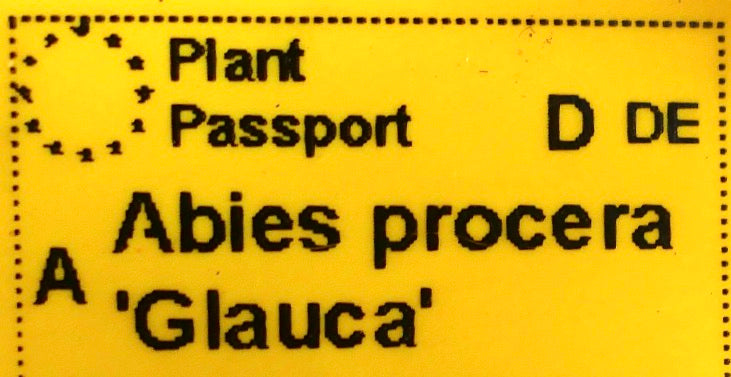 Plant
Passport D DE
A Abies procera
'Glauca'